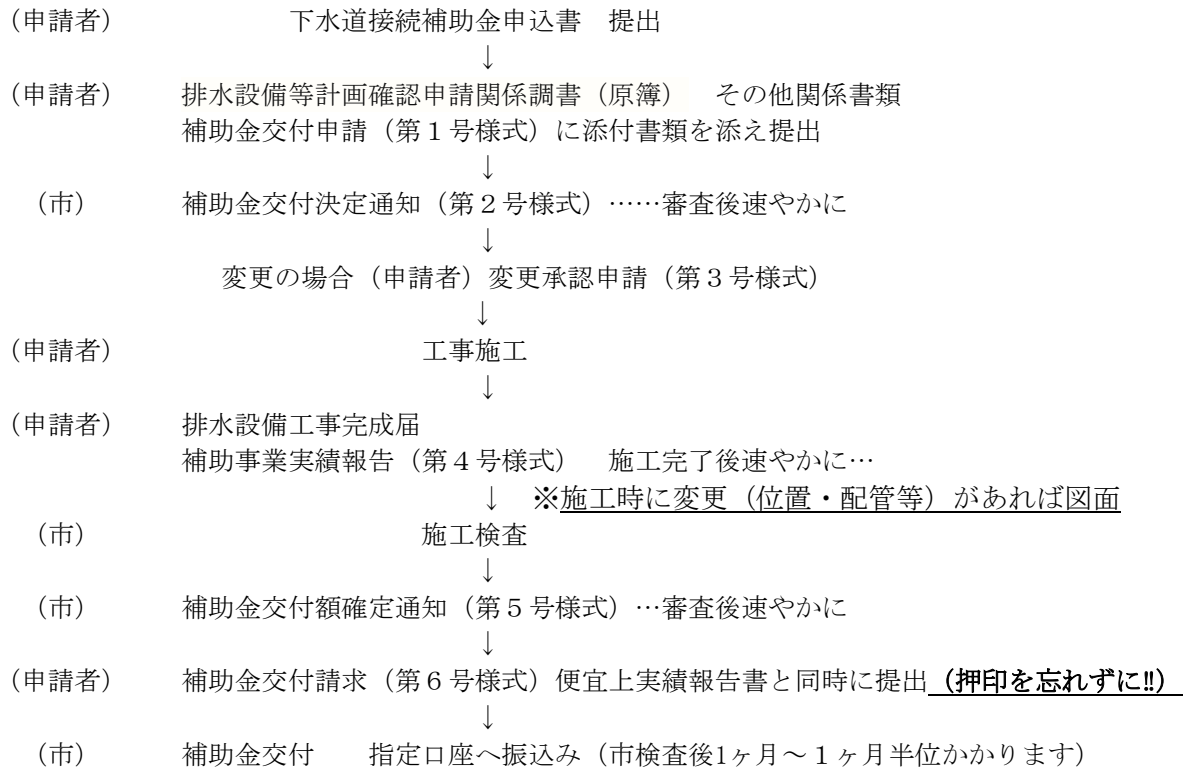 （申請者） 下水道接続補助金申込書　提出
↓
（申請者） 排水設備等計画確認申請関係調書（原簿）　その他関係書類
補助金交付申請（第１号様式）に添付書類を添え提出
↓
（市） 補助金交付決定通知（第２号様式）……審査後速やかに
↓
変更の場合（申請者）変更承認申請（第３号様式）
↓
（申請者） 工事施工
↓
（申請者） 排水設備工事完成届
補助事業実績報告（第４号様式）　施工完了後速やかに…
↓　※施工時に変更（位置・配管等）があれば図面
（市） 施工検査
↓
（市） 補助金交付額確定通知（第５号様式）…審査後速やかに
↓
（申請者） 補助金交付請求（第６号様式）便宜上実績報告書と同時に提出（押印を忘れずに‼）
↓
（市） 補助金交付　　指定口座へ振込み（市検査後1ヶ月～１ヶ月半位かかります）